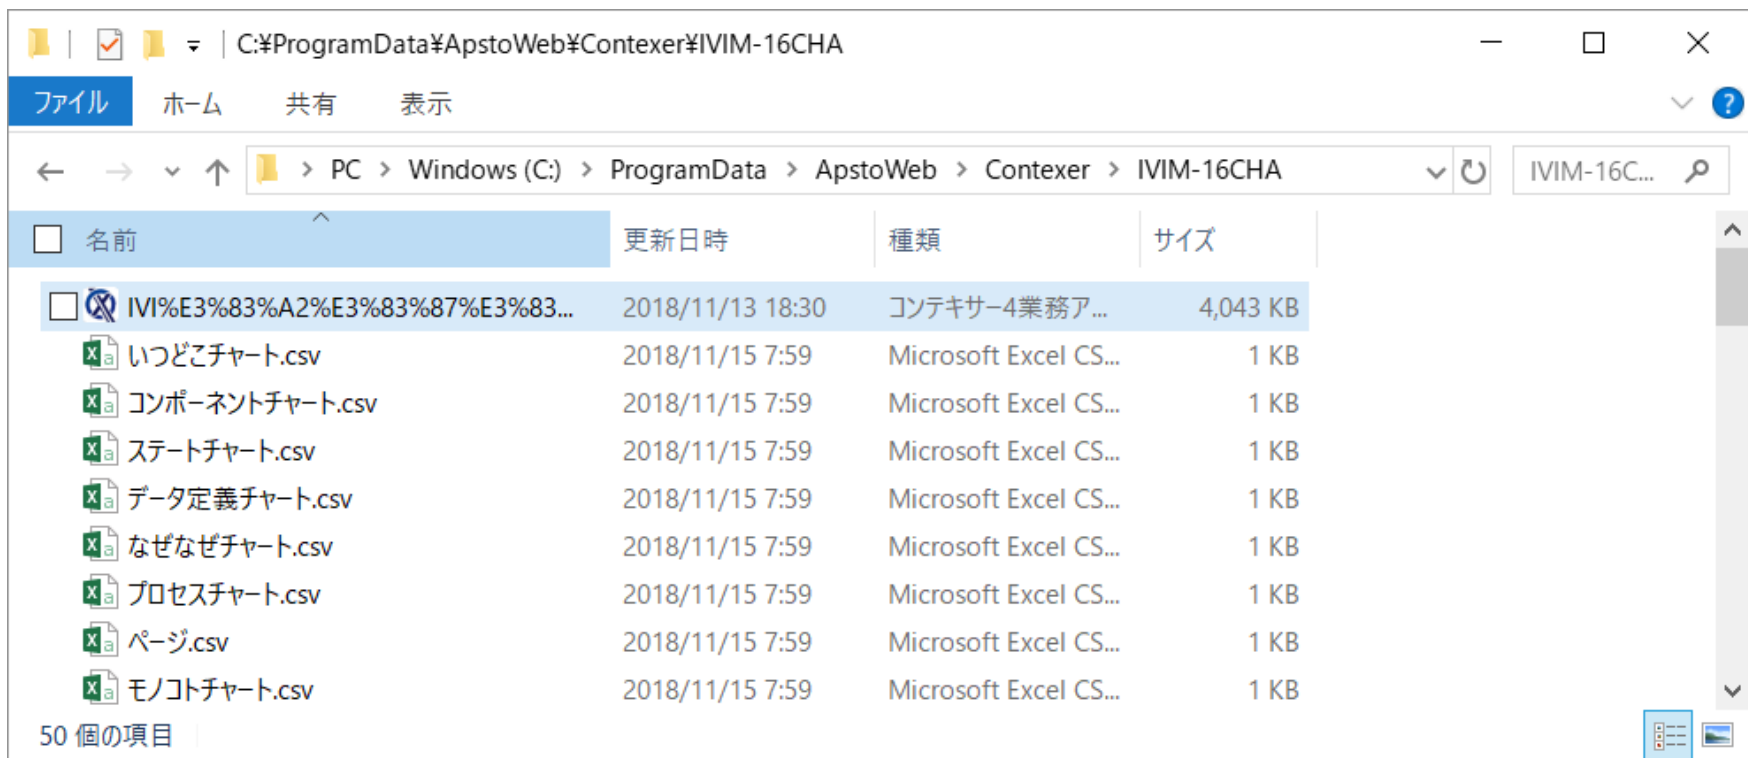 C:¥ProgramData¥ApstoWeb¥Contexer¥IVIM-16CHA
ファイル ホーム 共有 表示
PC > Windows (C:) > ProgramData > ApstoWeb > Contexer > IVIM-16CHA IVIM-16C...
名前 更新日時 種類 サイズ
IVI%E3%83%A2%E3%83%87%E3%83... 2018/11/13 18:30 コンテキサー4業務ア... 4,043 KB
いつどこチャート.csv 2018/11/15 7:59 Microsoft Excel CS... 1 KB
コンポーネントチャート.csv 2018/11/15 7:59 Microsoft Excel CS... 1 KB
ステートチャート.csv 2018/11/15 7:59 Microsoft Excel CS... 1 KB
データ定義チャート.csv 2018/11/15 7:59 Microsoft Excel CS... 1 KB
なぜなぜチャート.csv 2018/11/15 7:59 Microsoft Excel CS... 1 KB
プロセスチャート.csv 2018/11/15 7:59 Microsoft Excel CS... 1 KB
ページ.csv 2018/11/15 7:59 Microsoft Excel CS... 1 KB
モノコトチャート.csv 2018/11/15 7:59 Microsoft Excel CS... 1 KB
50 個の項目